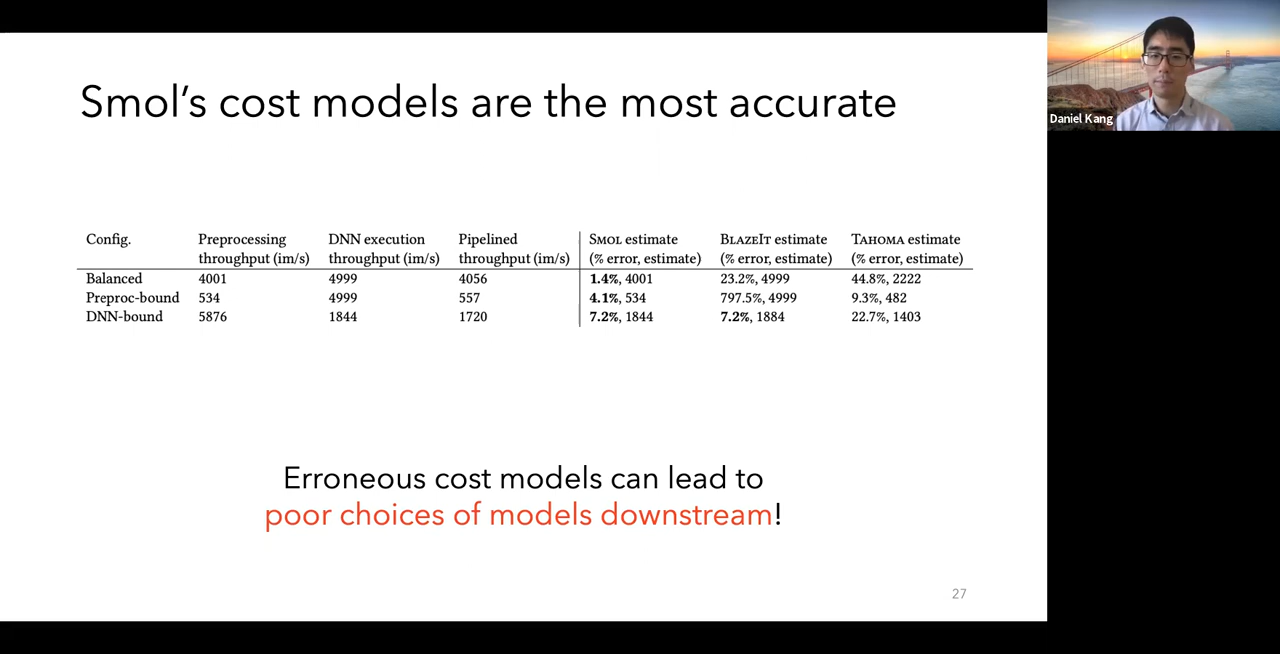 Smol's cost models are the most accurate
Config. Preprocessing throughput (im/s) DNN execution throughput (im/s) Pipelined throughput (im/s) SMOL estimate (% error, estimate) BLAZEIT estimate (% error, estimate) TAHOMA estimate (% error, estimate)
Balanced 4001 4999 4056 1.4%, 4001 23.2%, 4999 44.8%, 2222
Preproc-bound 534 4999 557 4.1%, 534 797.5%, 4999 9.3%, 482
DNN-bound 5876 1844 1720 7.2%, 1844 7.2%, 1884 22.7%, 1403
Erroneous cost models can lead to
poor choices of models downstream!
27
Daniel Kang